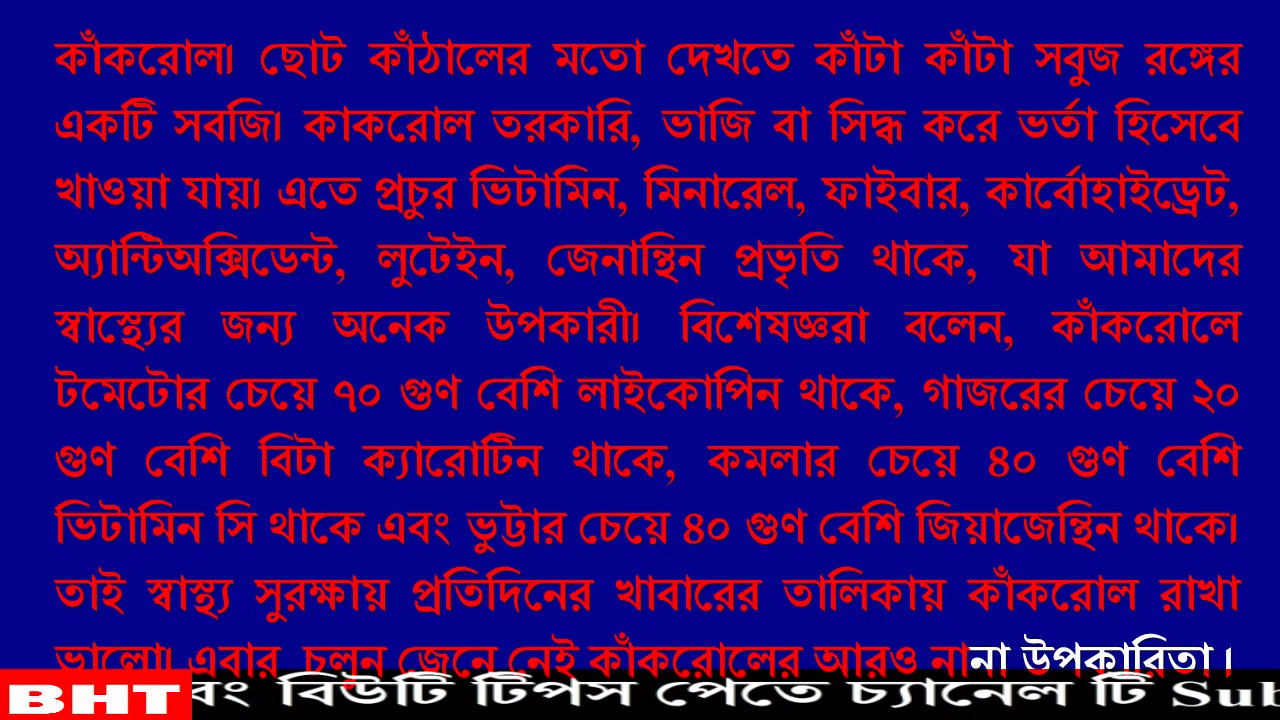 কাঁকরোল। ছোট কাঁঠালের মতো দেখতে কাঁটা কাঁটা সবুজ রঙ্গের
একটি সবজি। কাকরোল তরকারি, ভাজি বা সিদ্ধ করে ভর্তা হিসেবে
খাওয়া যায়। এতে প্রচুর ভিটামিন, মিনারেল, ফাইবার, কার্বোহাইড্রেট,
অ্যান্টিঅক্সিডেন্ট, লুটেইন, জেনান্থিন প্রভৃতি থাকে, যা আমাদের
স্বাস্থ্যের জন্য অনেক উপকারী। বিশেষজ্ঞরা বলেন, কাঁকরোলে
টমেটোর চেয়ে ৭০ গুণ বেশি লাইকোপিন থাকে, গাজরের চেয়ে ২০
গুণ বেশি বিটা ক্যারোটিন থাকে, কমলার চেয়ে ৪০ গুণ বেশি
ভিটামিন সি থাকে এবং ভুট্টার চেয়ে ৪০ গুণ বেশি জিয়াজেন্থিন থাকে।
তাই স্বাস্থ্য সুরক্ষায় প্রতিদিনের খাবারের তালিকায় কাঁকরোল রাখা
ভালো। এবার চলুন জেনে নেই কাঁকরোলের আরও নানা উপকারিতা।
BHT বং বিউটি টিপস পেতে চ্যানেল টি Sub